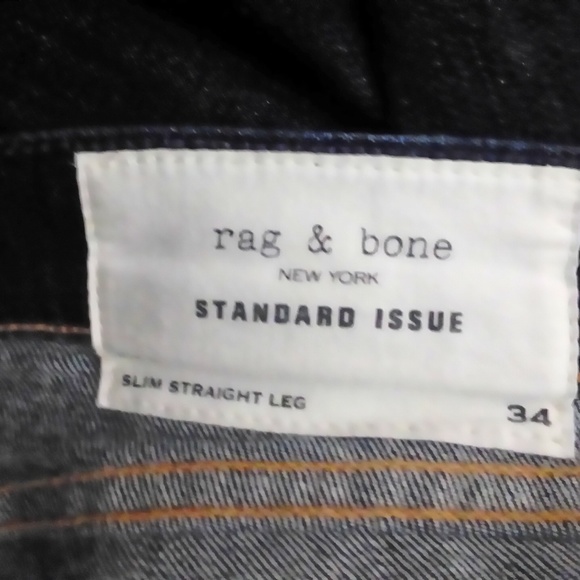 rag & bone
NEW YORK
STANDARD ISSUE
SLIM STRAIGHT LEG
34